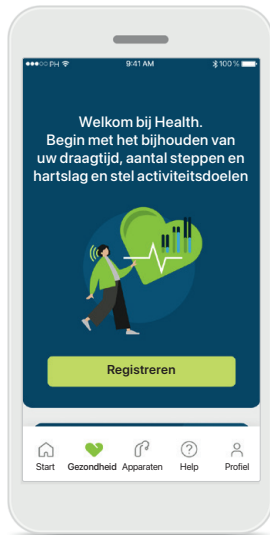 PH 9:41 AM 100 %
Welkom bij Health.
Begin met het bijhouden van
uw draagtijd, aantal steppen en
hartslag en stel activiteitsdoelen
Registreren
Start Gezondheid Apparaten Help Profiel